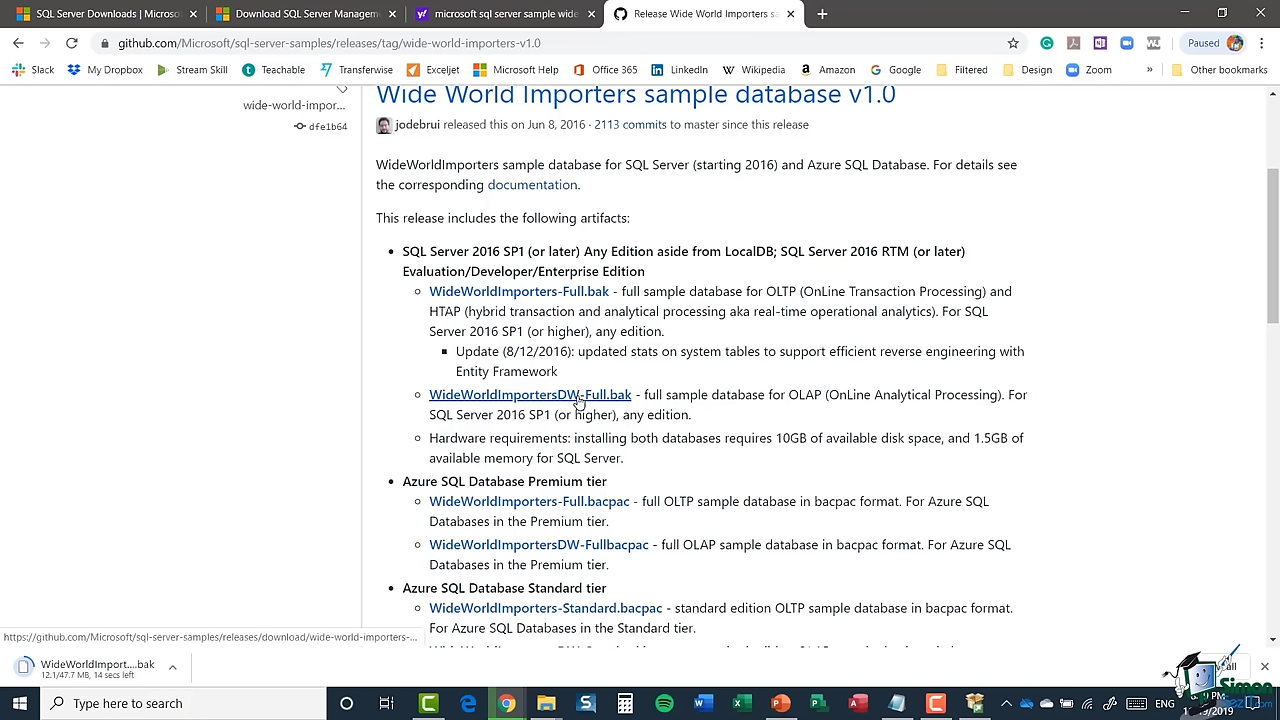 SQL Server Downloads | Microso
Download SQL Server Managem
microsoft sql server sample wide
Release Wide World Importers sa
github.com/Microsoft/sql-server-samples/releases/tag/wide-world-importers-v1.0
Paused
Slack
My Dropbox
Stream Skill
Teachable
Transferwise
Exceljet
Microsoft Help
Office 365
LinkedIn
Wikipedia
Amazon
Google
Filtered
Design
Zoom
»
Other bookmarks
wide-world-impor...
dfe1b64
Wide World Importers sample database v1.0
jodebrui released this on Jun 8, 2016 · 2113 commits to master since this release
WideWorldImporters sample database for SQL Server (starting 2016) and Azure SQL Database. For details see
the corresponding documentation.
This release includes the following artifacts:
SQL Server 2016 SP1 (or later) Any Edition aside from LocalDB; SQL Server 2016 RTM (or later)
Evaluation/Developer/Enterprise Edition
WideWorldImporters-Full.bak - full sample database for OLTP (OnLine Transaction Processing) and
HTAP (hybrid transaction and analytical processing aka real-time operational analytics). For SQL
Server 2016 SP1 (or higher), any edition.
Update (8/12/2016): updated stats on system tables to support efficient reverse engineering with
Entity Framework
WideWorldImportersDW-Full.bak - full sample database for OLAP (OnLine Analytical Processing). For
SQL Server 2016 SP1 (or higher), any edition.
Hardware requirements: installing both databases requires 10GB of available disk space, and 1.5GB of
available memory for SQL Server.
Azure SQL Database Premium tier
WideWorldImporters-Full.bacpac - full OLTP sample database in bacpac format. For Azure SQL
Databases in the Premium tier.
WideWorldImportersDW-Fullbacpac - full OLAP sample database in bacpac format. For Azure SQL
Databases in the Premium tier.
Azure SQL Database Standard tier
WideWorldImporters-Standard.bacpac - standard edition OLTP sample database in bacpac format.
For Azure SQL Databases in the Standard tier.
https://github.com/Microsoft/sql-server-samples/releases/download/wide-world-importers-...
WideWorldImport....bak
12.1/47.7 MB, 14 secs left
Type here to search
ENG
Simon